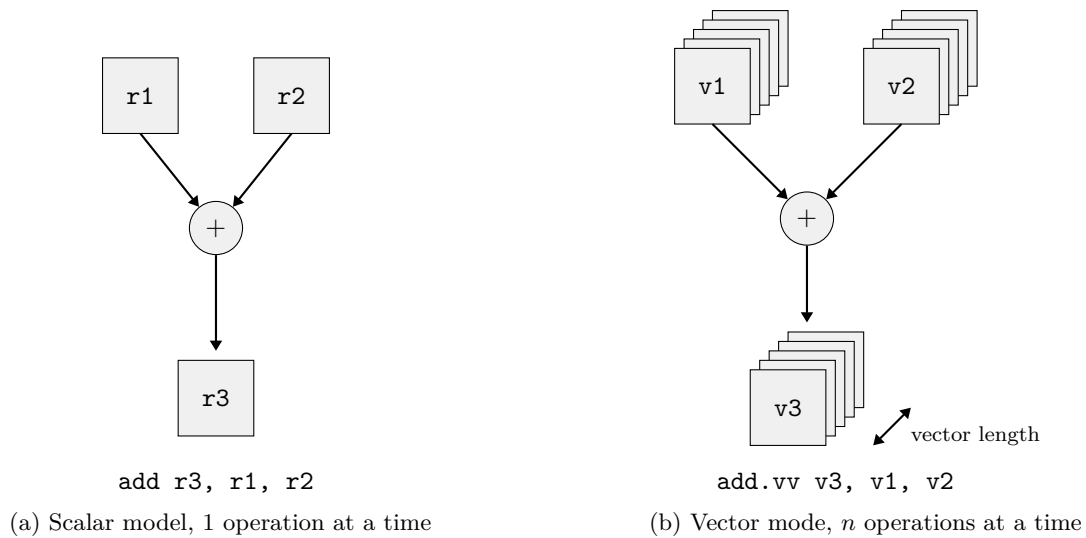 r1
r2
+
r3
add r3, r1, r2
(a) Scalar model, 1 operation at a time
v1
v2
+
v3
vector length
add.vv v3, v1, v2
(b) Vector mode, n operations at a time